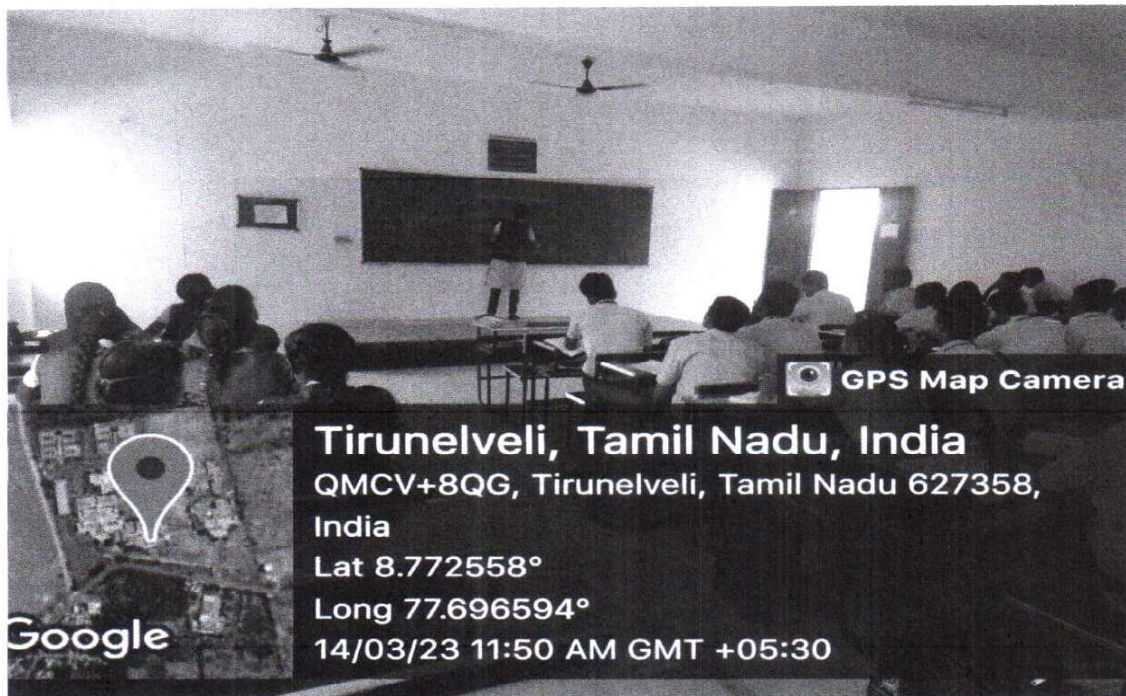 GPS Map Camera
Tirunelveli, Tamil Nadu, India
QMCV+8QG, Tirunelveli, Tamil Nadu 627358,
India
Lat 8.772558°
Long 77.696594°
14/03/23 11:50 AM GMT +05:30
Google